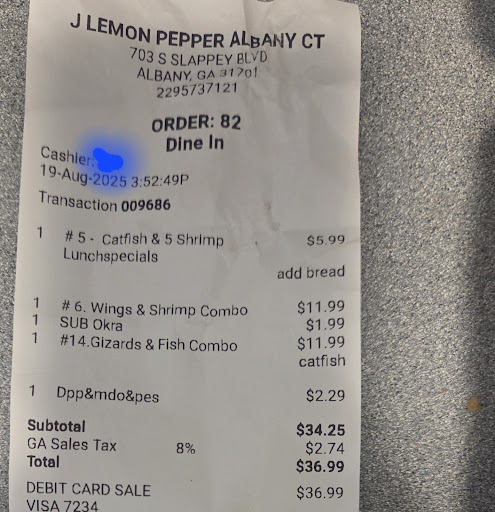 J LEMON PEPPER ALBANY CT
703 S SLAPPEY BLVD
ALBANY, GA 31701
2295737121
ORDER: 82
Dine In
Cashier:
19-Aug-2025 3:52:49P
Transaction 009686
1 # 5 - Catfish & 5 Shrimp $5.99
Lunchspecials
add bread
1 # 6. Wings & Shrimp Combo $11.99
1 SUB Okra $1.99
1 #14.Gizards & Fish Combo $11.99
catfish
1 Dpp&mdo&pes $2.29
Subtotal $34.25
GA Sales Tax 8% $2.74
Total $36.99
DEBIT CARD SALE $36.99
VISA 7234